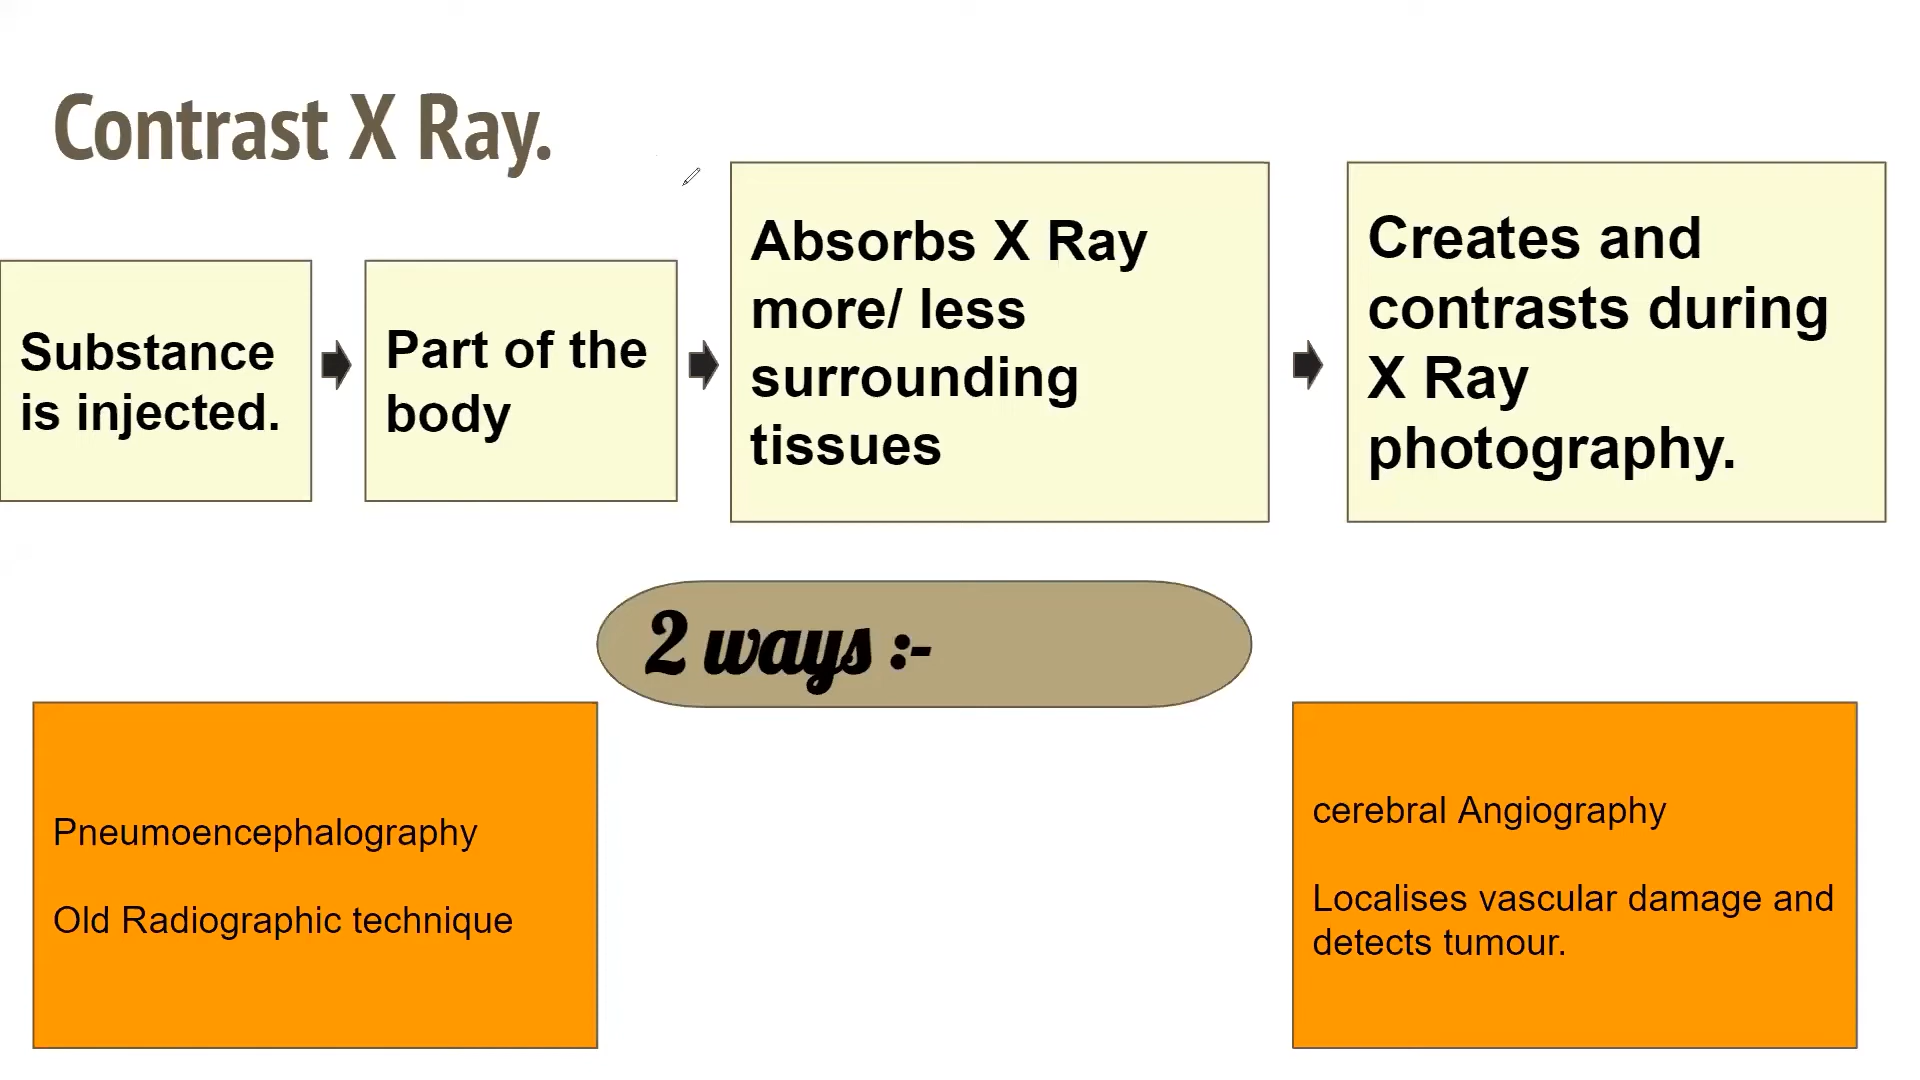 Contrast X Ray.
Substance
is injected.
Part of the
body
Absorbs X Ray
more/ less
surrounding
tissues
Creates and
contrasts during
X Ray
photography.
2 ways :-
Pneumoencephalography
Old Radiographic technique
cerebral Angiography
Localises vascular damage and
detects tumour.